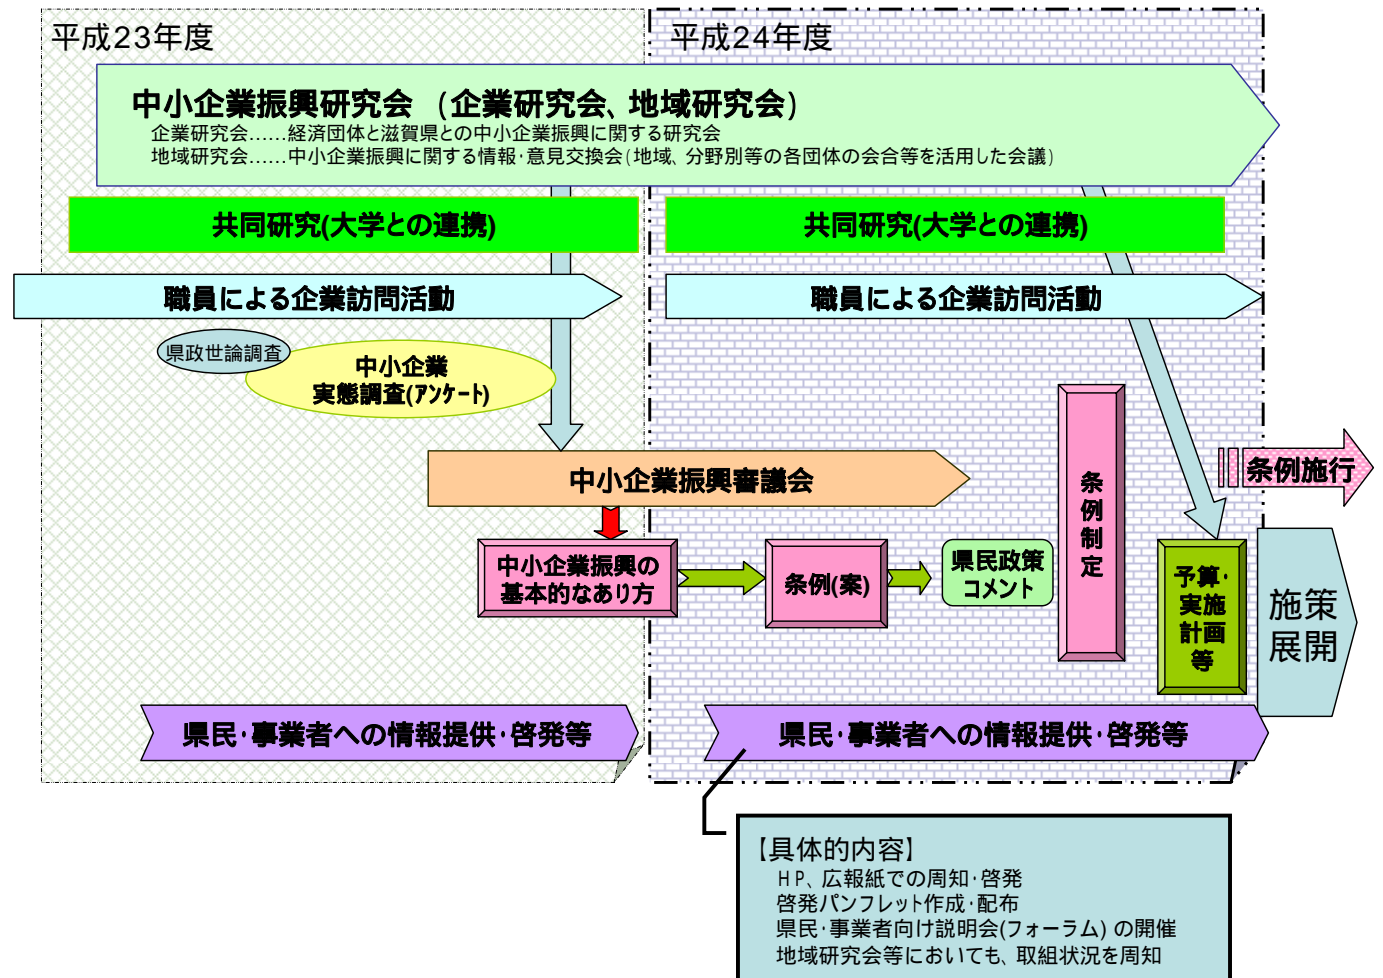 平成23年度
平成24年度
中小企業振興研究会 (企業研究会、地域研究会)
企業研究会……経済団体と滋賀県との中小企業振興に関する研究会
地域研究会……中小企業振興に関する情報・意見交換会(地域、分野別等の各団体の会合等を活用した会議)
共同研究(大学との連携)
共同研究(大学との連携)
職員による企業訪問活動
職員による企業訪問活動
県政世論調査
中小企業
実態調査(アンケート)
中小企業振興審議会
条例制定
条例施行
中小企業振興の
基本的なあり方
条例(案)
県民政策
コメント
予算・
実施
計画
等
施策
展開
県民・事業者への情報提供・啓発等
県民・事業者への情報提供・啓発等
【具体的内容】
HP、広報紙での周知・啓発
啓発パンフレット作成・配布
県民・事業者向け説明会(フォーラム)の開催
地域研究会等においても、取組状況を周知